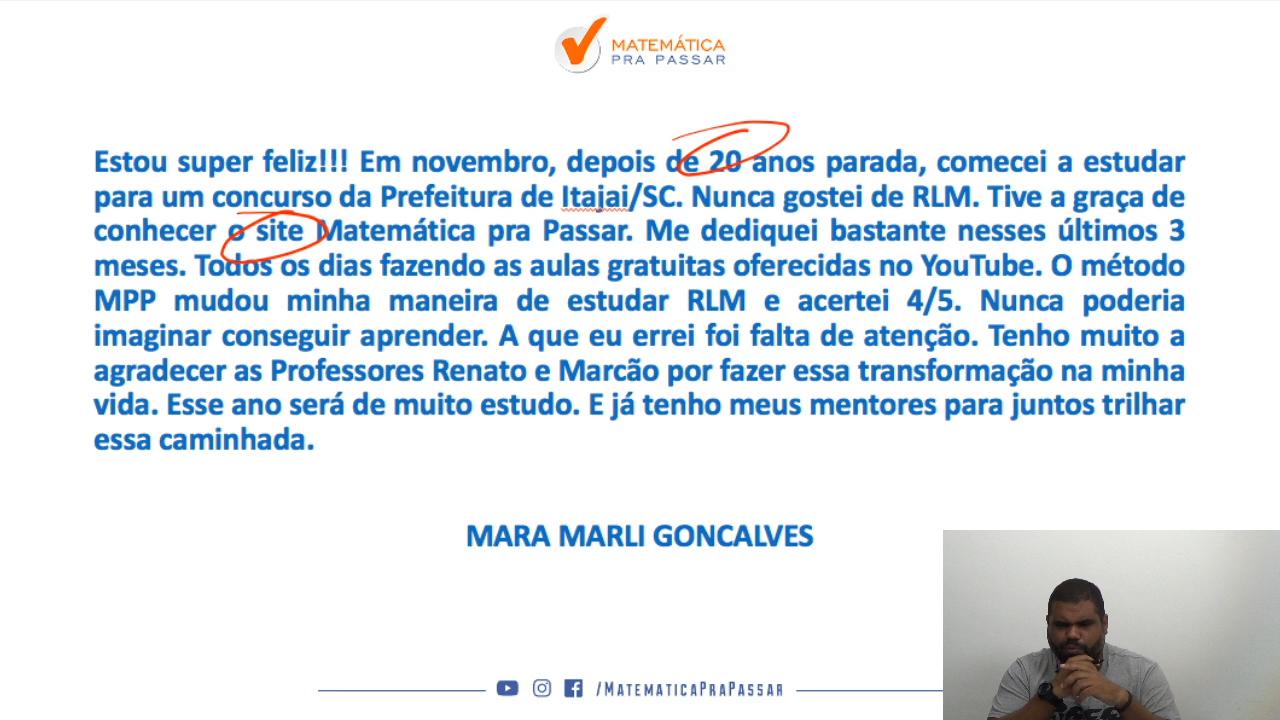 MATEMÁTICA
PRA PASSAR
Estou super feliz!!! Em novembro, depois de 20 anos parada, comecei a estudar
para um concurso da Prefeitura de Itajai/SC. Nunca gostei de RLM. Tive a graça de
conhecer o site Matemática pra Passar. Me dediquei bastante nesses últimos 3
meses. Todos os dias fazendo as aulas gratuitas oferecidas no YouTube. O método
MPP mudou minha maneira de estudar RLM e acertei 4/5. Nunca poderia
imaginar conseguir aprender. A que eu errei foi falta de atenção. Tenho muito a
agradecer as Professores Renato e Marcão por fazer essa transformação na minha
vida. Esse ano será de muito estudo. E já tenho meus mentores para juntos trilhar
essa caminhada.
MARA MARLI GONCALVES
/MATEMATICAPRAPASSAR